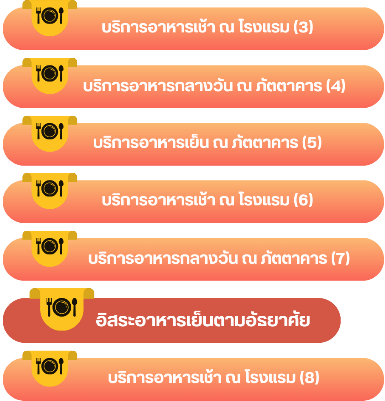 บริการอาหารเช้า ณ โรงแรม (3)
บริการอาหารกลางวัน ณ ภัตตาคาร (4)
บริการอาหารเย็น ณ ภัตตาคาร (5)
บริการอาหารเช้า ณ โรงแรม (6)
บริการอาหารกลางวัน ณ ภัตตาคาร (7)
อิสระอาหารเย็นตามอัธยาศัย
บริการอาหารเช้า ณ โรงแรม (8)